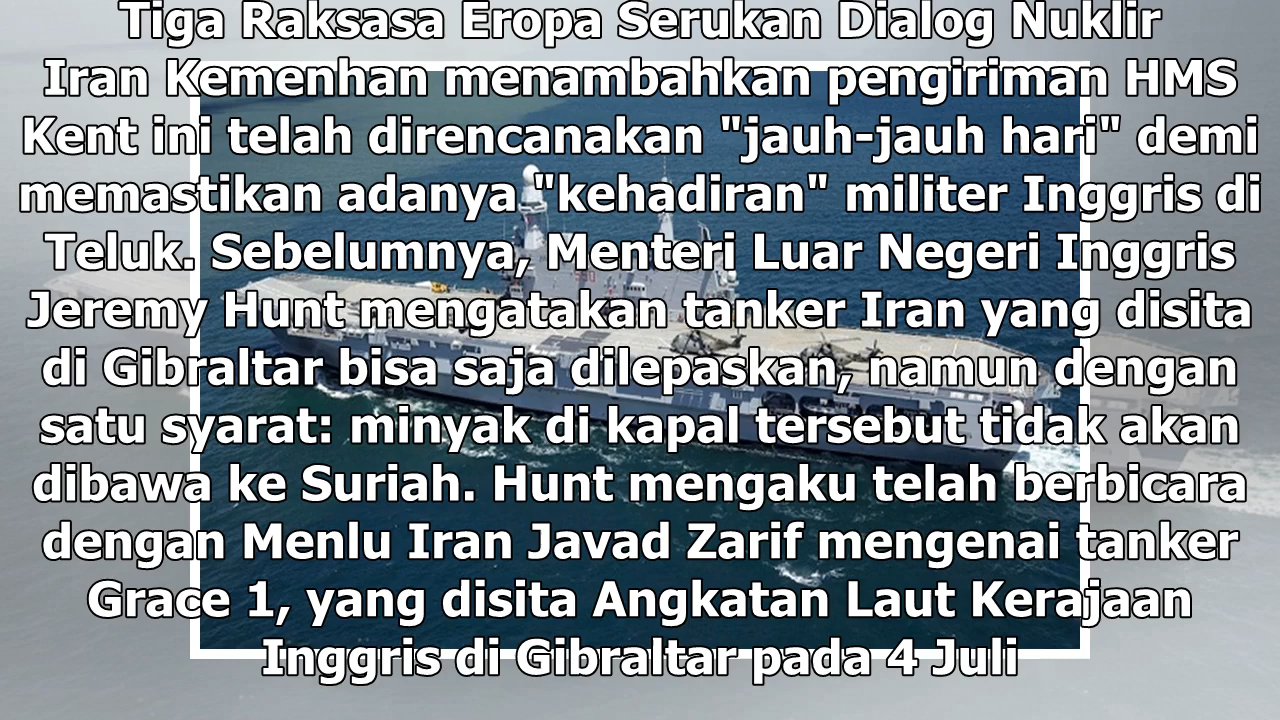 Tiga Raksasa Eropa Serukan Dialog Nuklir
Iran Kemenhan menambahkan pengiriman HMS
Kent ini telah direncanakan "jauh-jauh hari" demi
memastikan adanya "kehadiran" militer Inggris di
Teluk. Sebelumnya, Menteri Luar Negeri Inggris
Jeremy Hunt mengatakan tanker Iran yang disita
di Gibraltar bisa saja dilepaskan, namun dengan
satu syarat: minyak di kapal tersebut tidak akan
dibawa ke Suriah. Hunt mengaku telah berbicara
dengan Menlu Iran Javad Zarif mengenai tanker
Grace 1, yang disita Angkatan Laut Kerajaan
Inggris di Gibraltar pada 4 Juli